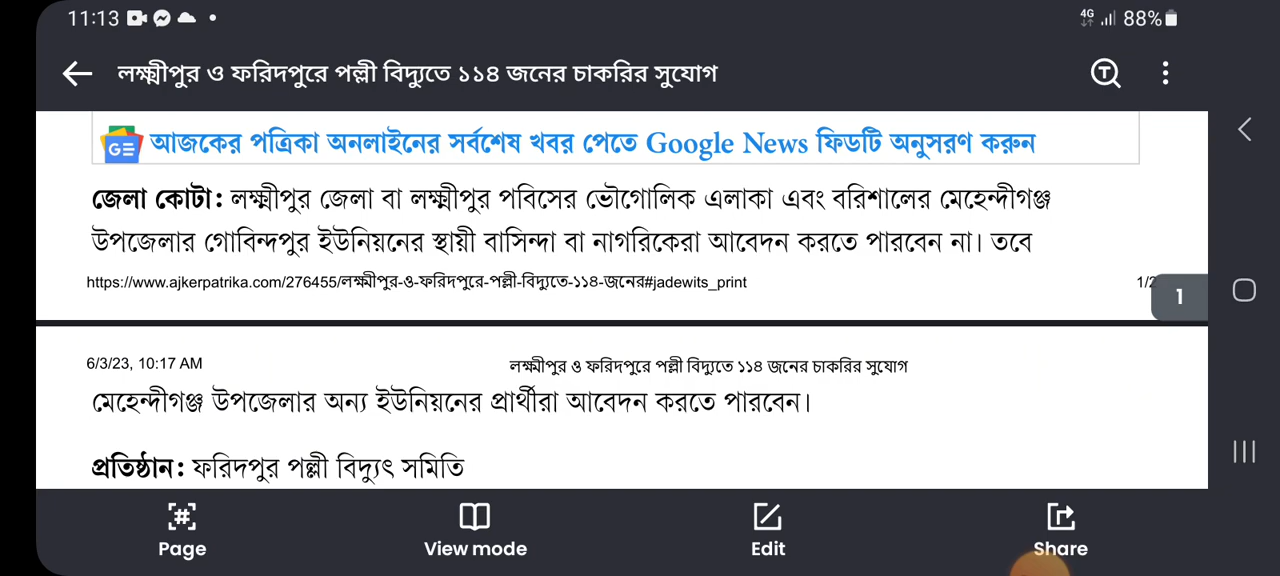 11:13
4G 88%
লক্ষ্মীপুর ও ফরিদপুরে পল্লী বিদ্যুতে ১১৪ জনের চাকরির সুযোগ
আজকের পত্রিকা অনলাইনের সর্বশেষ খবর পেতে Google News ফিডটি অনুসরণ করুন
জেলা কোটা: লক্ষ্মীপুর জেলা বা লক্ষ্মীপুর পবিসের ভৌগোলিক এলাকা এবং বরিশালের মেহেন্দীগঞ্জ
উপজেলার গোবিন্দপুর ইউনিয়নের স্থায়ী বাসিন্দা বা নাগরিকেরা আবেদন করতে পারবেন না। তবে
https://www.ajkerpatrika.com/276455/লক্ষ্মীপুর-ও-ফরিদপুরে-পল্লী-বিদ্যুতে-১১৪-জনের#jadewits_print 1/2
1
6/3/23, 10:17 AM লক্ষ্মীপুর ও ফরিদপুরে পল্লী বিদ্যুতে ১১৪ জনের চাকরির সুযোগ
মেহেন্দীগঞ্জ উপজেলার অন্য ইউনিয়নের প্রার্থীরা আবেদন করতে পারবেন।
প্রতিষ্ঠান: ফরিদপুর পল্লী বিদ্যুৎ সমিতি
Page View mode Edit Share